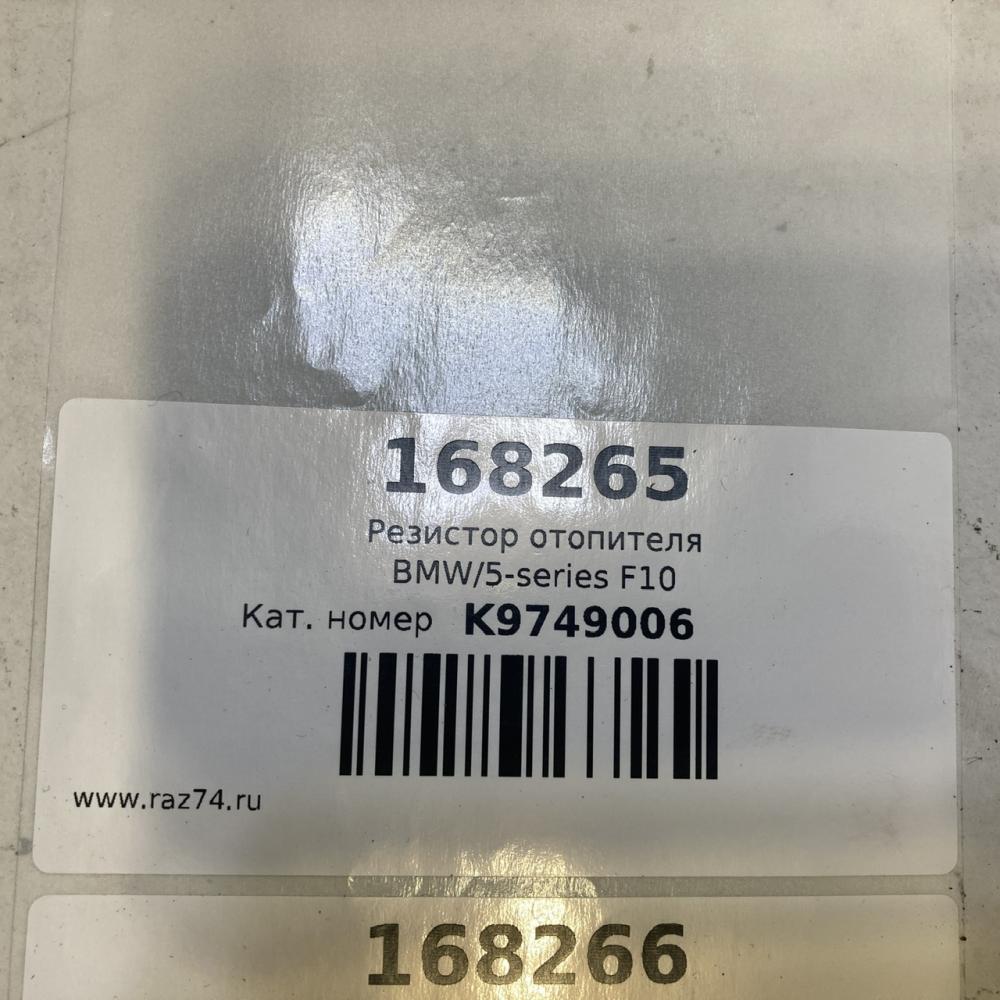 168265
Резистор отопителя
BMW/5-series F10
Кат. номер K9749006
www.raz74.ru
168266